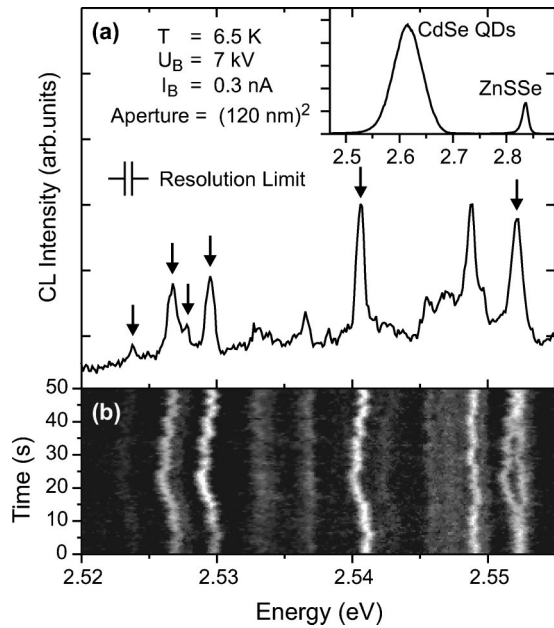 (a)
T = 6.5 K
U_B = 7 kV
I_B = 0.3 nA
Aperture = (120 nm)²
CdSe QDs
ZnSSe
2.5 2.6 2.7 2.8
Resolution Limit
CL Intensity (arb.units)
(b)
50
40
30
20
10
0
Time (s)
2.52 2.53 2.54 2.55
Energy (eV)